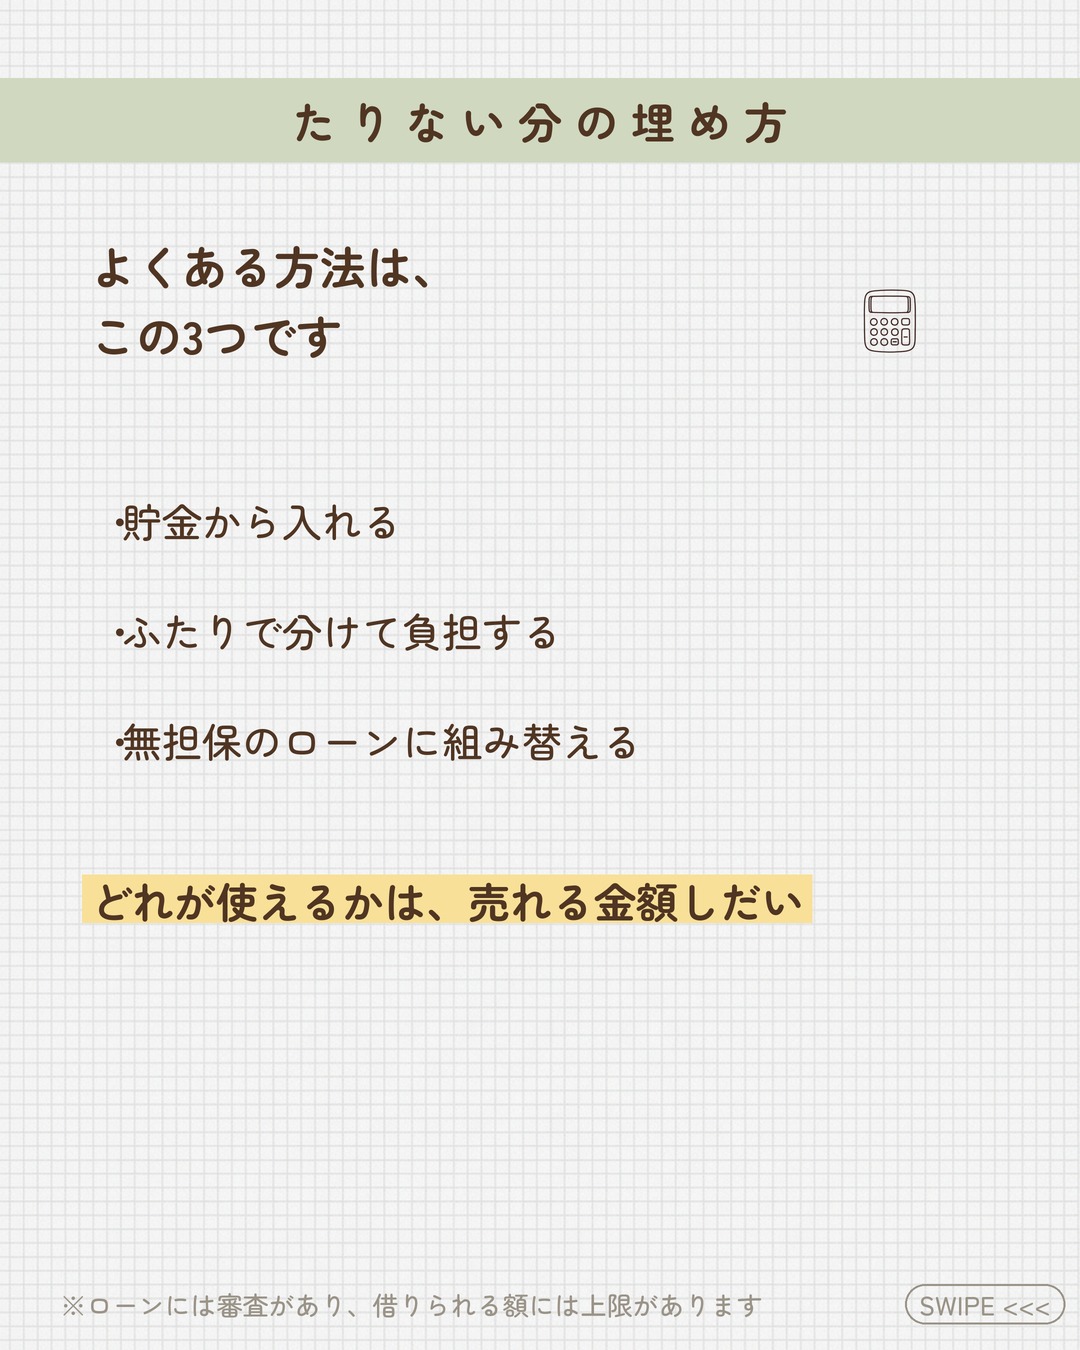 たりない分の埋め方
よくある方法は、
この3つです
・貯金から入れる
・ふたりで分けて負担する
・無担保のローンに組み替える
どれが使えるかは、売れる金額しだい
※ローンには審査があり、借りられる額には上限があります
SWIPE <<<